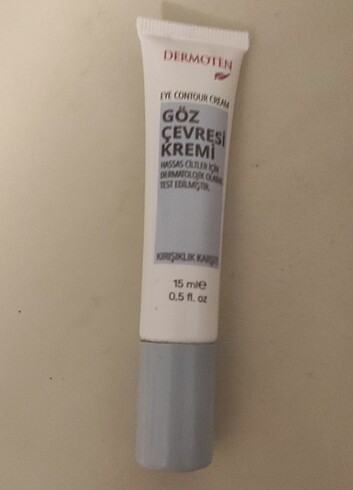 DERMOTEN
EYE CONTOUR CREAM
GÖZ
ÇEVRESİ
KREMİ
HASSAS CİLTLER İÇİN
DERMATOLOJİK OLARAK
TEST EDİLMİŞTİR.
KIRIŞIKLIK KARŞITI
15 ml e
0.5 fl. oz